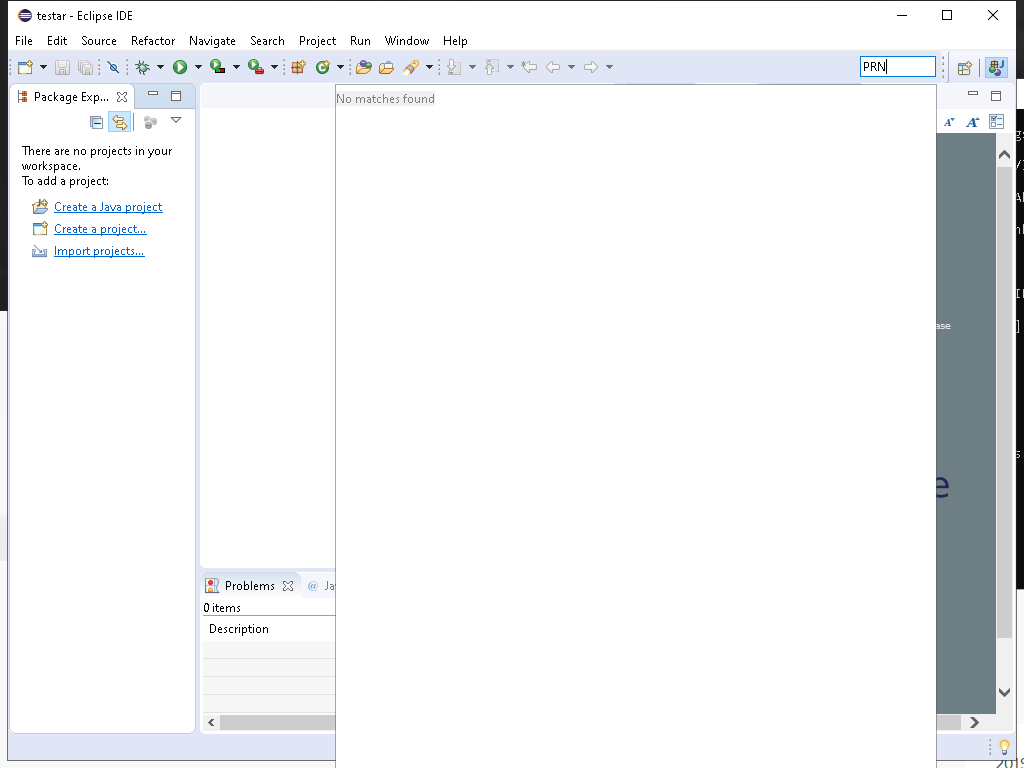 testar - Eclipse IDE
File Edit Source Refactor Navigate Search Project Run Window Help
PRN
Package Exp...
No matches found
There are no projects in your
workspace.
To add a project:
Create a Java project
Create a project...
Import projects...
ase
e
Problems @ Ja
0 items
Description
2019